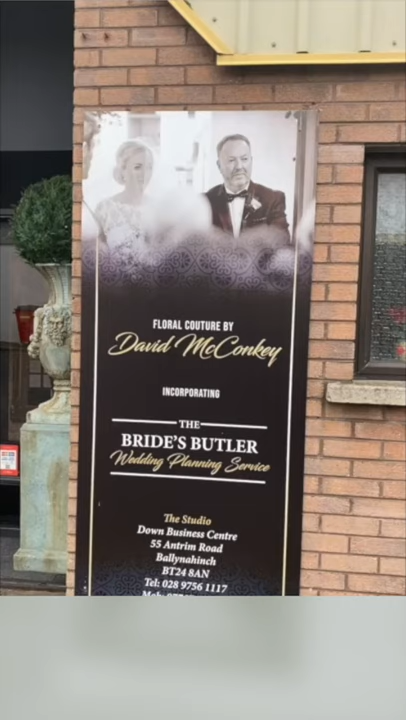 FLORAL COUTURE BY
David McConkey
INCORPORATING
THE
BRIDE'S BUTLER
Wedding Planning Service
The Studio
Down Business Centre
55 Antrim Road
Ballynahinch
BT24 8AN
Tel: 028 9756 1117